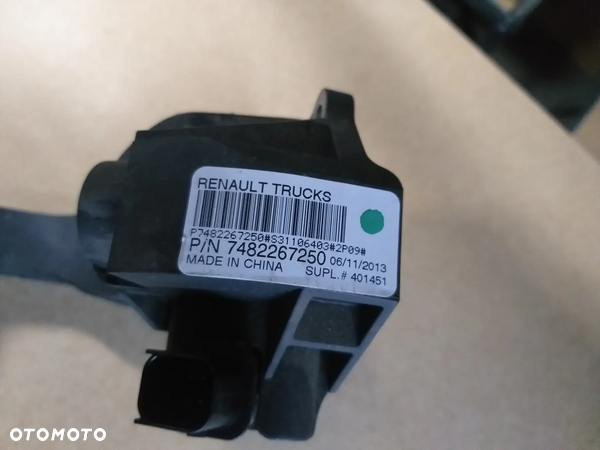 RENAULT TRUCKS
P7482267250#S31106403#2P09#
P/N 7482267250 06/11/2013
MADE IN CHINA SUPL.# 401451
OTOMOTO